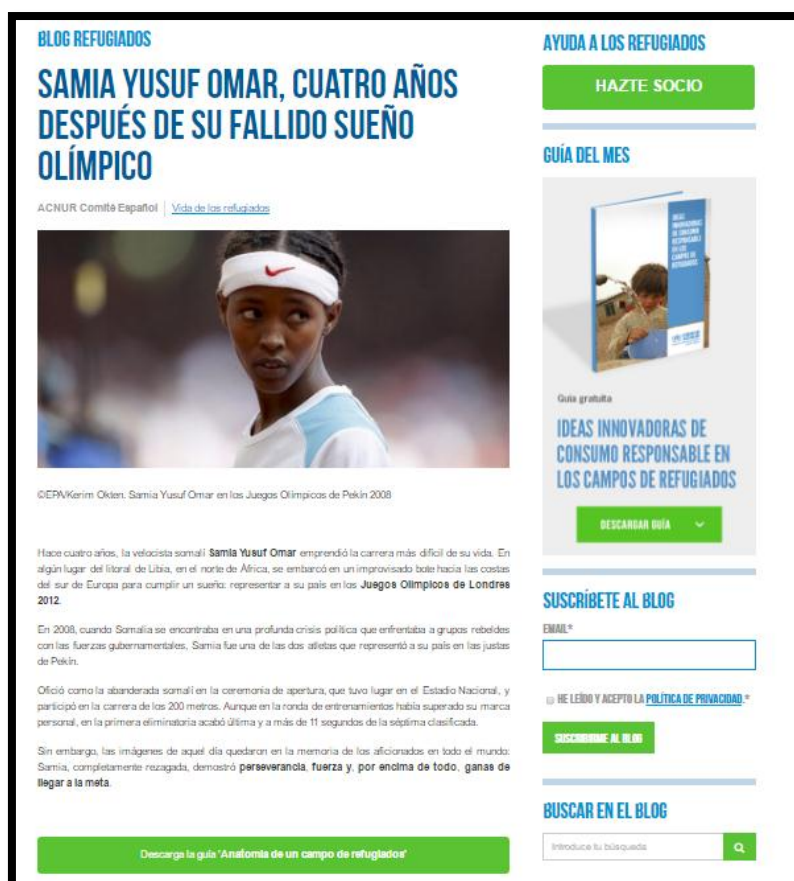 BLOG REFUGIADOS
SAMIA YUSUF OMAR, CUATRO AÑOS
DESPUÉS DE SU FALLIDO SUEÑO
OLÍMPICO
ACNUR Comité Español | Vida de los refugiados
©EPA/Kerim Okten. Samia Yusuf Omar en los Juegos Olímpicos de Pekín 2008
Hace cuatro años, la velocista somalí Samia Yusuf Omar emprendió la carrera más difícil de su vida. En
algún lugar del litoral de Libia, en el norte de África, se embarcó en un improvisado bote hacia las costas
del sur de Europa para cumplir un sueño: representar a su país en los Juegos Olímpicos de Londres
2012.
En 2008, cuando Somalia se encontraba en una profunda crisis política que enfrentaba a grupos rebeldes
con las fuerzas gubernamentales, Samia fue una de las dos atletas que representó a su país en las justas
de Pekín.
Ofició como la abanderada somalí en la ceremonia de apertura, que tuvo lugar en el Estadio Nacional, y
participó en la carrera de los 200 metros. Aunque en la ronda de entrenamientos había superado su marca
personal, en la primera eliminatoria acabó última y a más de 11 segundos de la séptima clasificada.
Sin embargo, las imágenes de aquel día quedaron en la memoria de los aficionados en todo el mundo:
Samia, completamente rezagada, demostró perseverancia, fuerza y, por encima de todo, ganas de
llegar a la meta.
Descarga la guía 'Anatomía de un campo de refugiados'
AYUDA A LOS REFUGIADOS
HAZTE SOCIO
GUÍA DEL MES
IDEAS
INNOVADORAS
DE CONSUMO
RESPONSABLE
EN LOS
CAMPOS DE
REFUGIADOS
Guía gratuita
IDEAS INNOVADORAS DE
CONSUMO RESPONSABLE EN
LOS CAMPOS DE REFUGIADOS
DESCARGAR GUÍA
SUSCRÍBETE AL BLOG
EMAIL*
HE LEÍDO Y ACEPTO LA POLÍTICA DE PRIVACIDAD.*
SUSCRIBIRME AL BLOG
BUSCAR EN EL BLOG
Introduce tu búsqueda